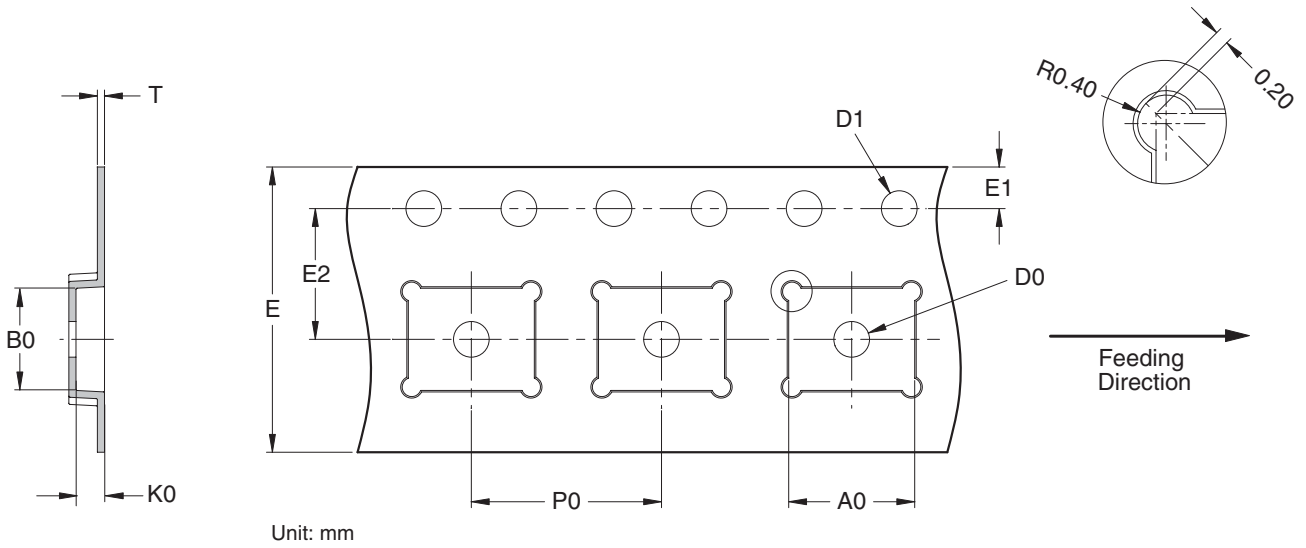 T
R0.40
0.20
D1
E1
E2
D0
E
B0
Feeding
Direction
K0
P0
A0
Unit: mm